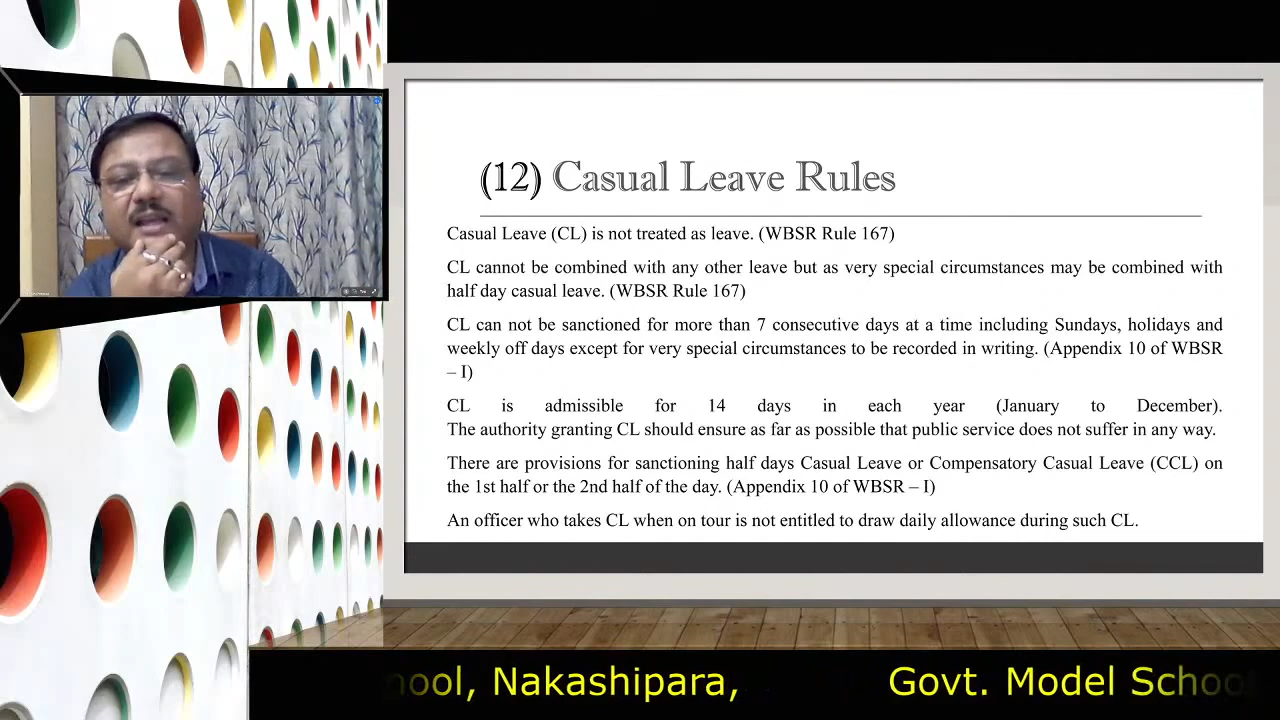 (12) Casual Leave Rules
Casual Leave (CL) is not treated as leave. (WBSR Rule 167)
CL cannot be combined with any other leave but as very special circumstances may be combined with
half day casual leave. (WBSR Rule 167)
CL can not be sanctioned for more than 7 consecutive days at a time including Sundays, holidays and
weekly off days except for very special circumstances to be recorded in writing. (Appendix 10 of WBSR
– I)
CL is admissible for 14 days in each year (January to December).
The authority granting CL should ensure as far as possible that public service does not suffer in any way.
There are provisions for sanctioning half days Casual Leave or Compensatory Casual Leave (CCL) on
the 1st half or the 2nd half of the day. (Appendix 10 of WBSR – I)
An officer who takes CL when on tour is not entitled to draw daily allowance during such CL.
hool, Nakashipara, Govt. Model Schoo